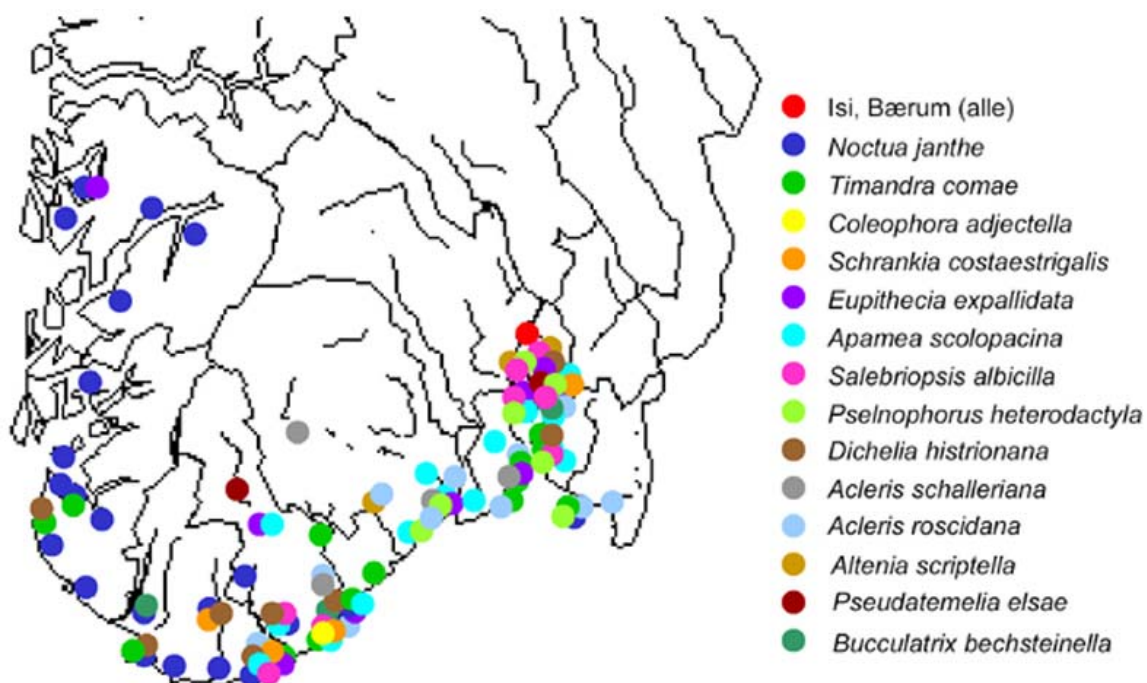 Isi, Bærum (alle)
Noctua janthe
Timandra comae
Coleophora adjectella
Schrankia costaestrigalis
Eupithecia expallidata
Apamea scolopacina
Salebriopsis albicilla
Pselnophorus heterodactyla
Dichelia histrionana
Acleris schalleriana
Acleris roscidana
Altenia scriptella
Pseudatemelia elsae
Bucculatrix bechsteinella